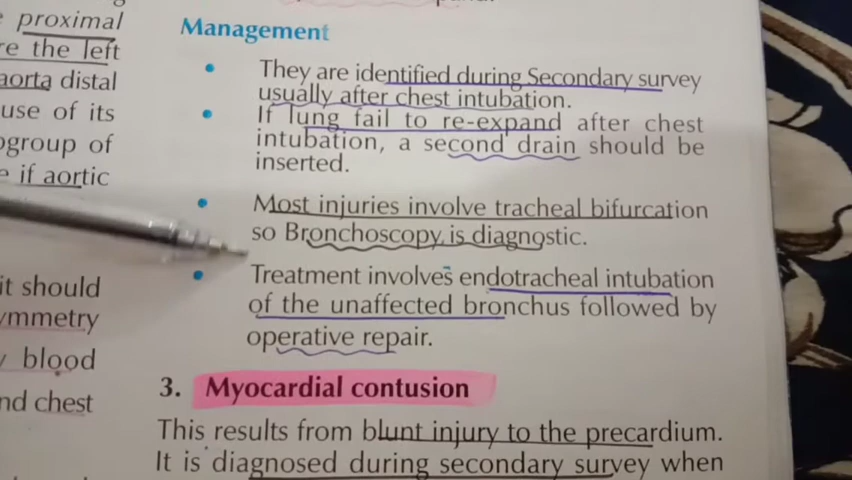 proximal
re the left
aorta distal
use of its
ogroup of
e if aortic
it should
ymmetry
y blood
nd chest
Management
• They are identified during Secondary survey
usually after chest intubation.
• If lung fail to re-expand after chest
intubation, a second drain should be
inserted.
• Most injuries involve tracheal bifurcation
so Bronchoscopy is diagnostic.
• Treatment involves endotracheal intubation
of the unaffected bronchus followed by
operative repair.
3. Myocardial contusion
This results from blunt injury to the precardium.
It is diagnosed during secondary survey when